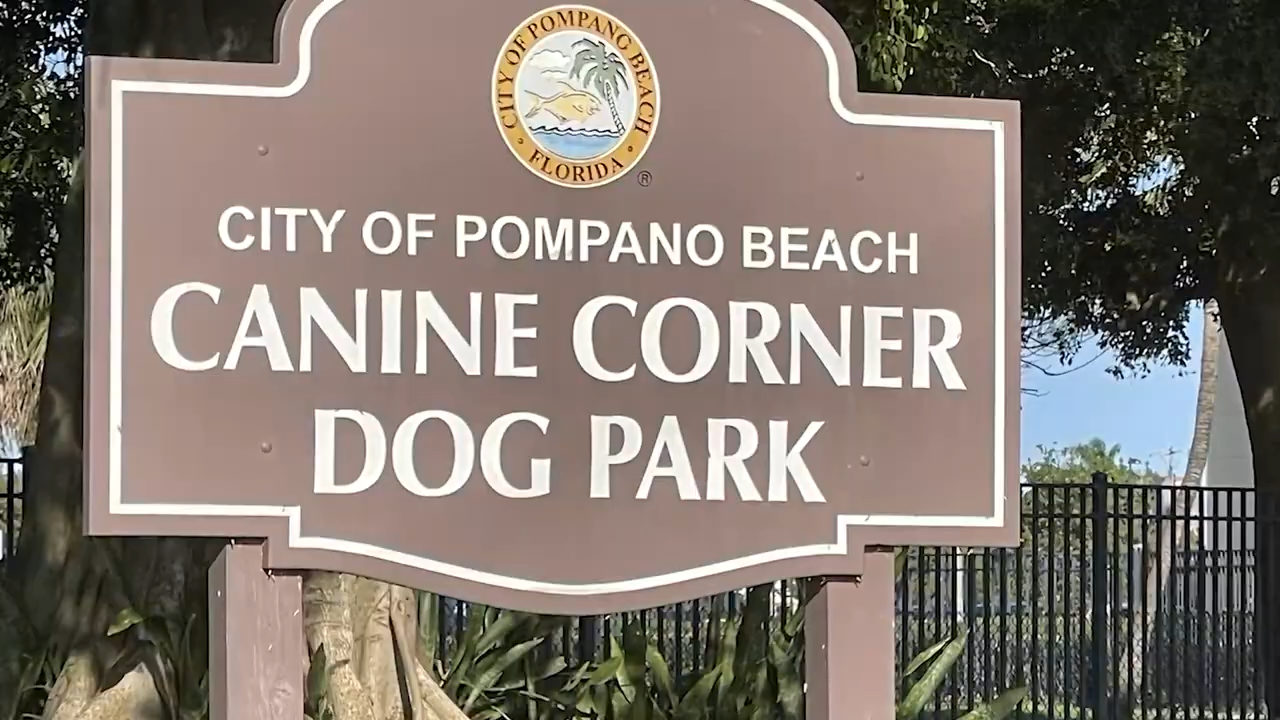 CITY OF POMPANO BEACH
FLORIDA
®
CITY OF POMPANO BEACH
CANINE CORNER
DOG PARK